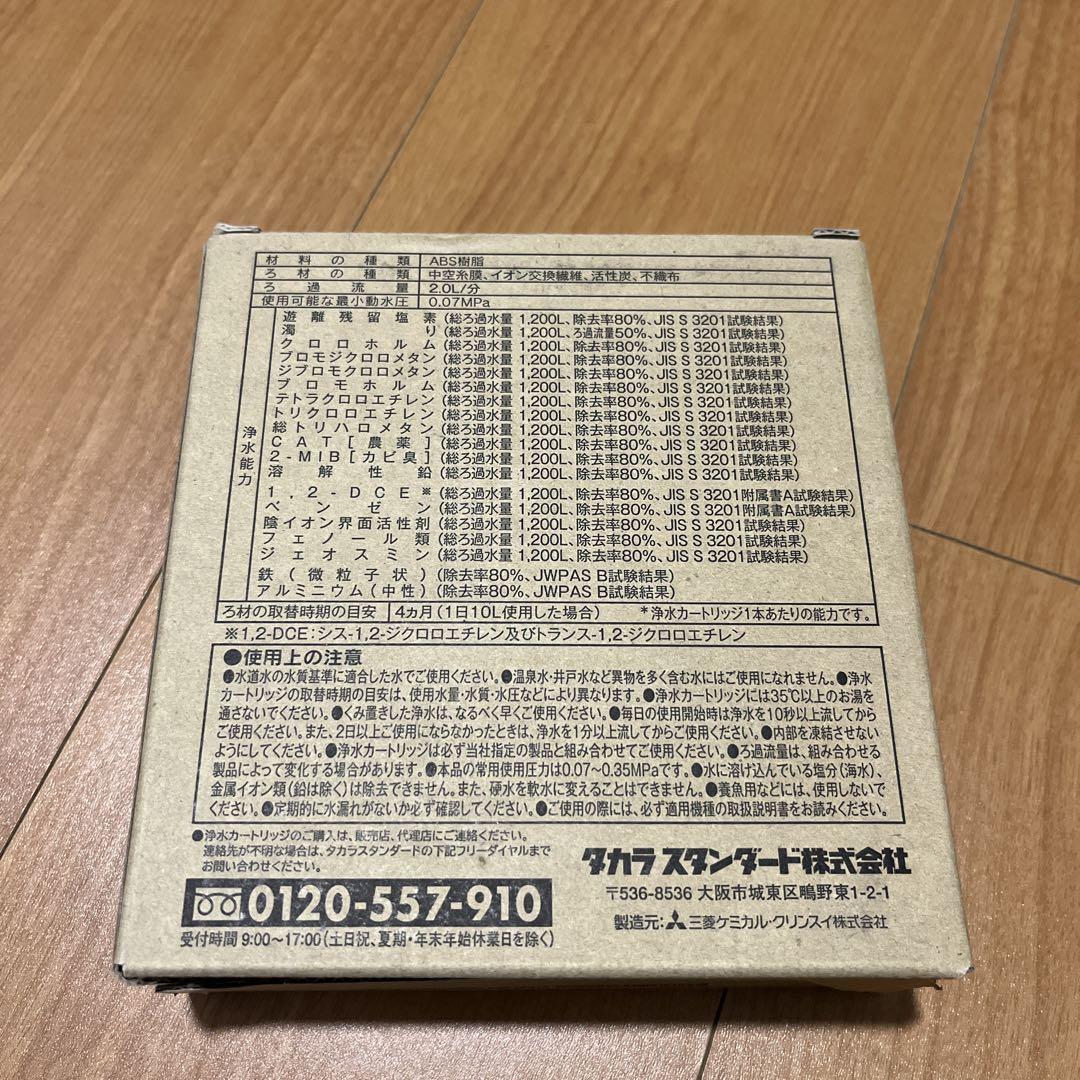 材料の種類 ABS樹脂
ろ材の種類 中空糸膜、イオン交換繊維、活性炭、不織布
ろ過流量 2.0L/分
使用可能な最小動水圧 0.07MPa
浄水能力
遊離残留塩素(総ろ過水量 1,200L、除去率80%、JIS S 3201試験結果)
濁り(総ろ過水量 1,200L、ろ過流量50%、JIS S 3201試験結果)
クロロホルム(総ろ過水量 1,200L、除去率80%、JIS S 3201試験結果)
ブロモジクロロメタン(総ろ過水量 1,200L、除去率80%、JIS S 3201試験結果)
ジブロモクロロメタン(総ろ過水量 1,200L、除去率80%、JIS S 3201試験結果)
ブロモホルム(総ろ過水量 1,200L、除去率80%、JIS S 3201試験結果)
テトラクロロエチレン(総ろ過水量 1,200L、除去率80%、JIS S 3201試験結果)
トリクロロエチレン(総ろ過水量 1,200L、除去率80%、JIS S 3201試験結果)
総トリハロメタン(総ろ過水量 1,200L、除去率80%、JIS S 3201試験結果)
CAT[農薬](総ろ過水量 1,200L、除去率80%、JIS S 3201試験結果)
2-MIB[カビ臭](総ろ過水量 1,200L、除去率80%、JIS S 3201試験結果)
溶解性鉛(総ろ過水量 1,200L、除去率80%、JIS S 3201試験結果)
1,2-DCE※(総ろ過水量 1,200L、除去率80%、JIS S 3201附属書A試験結果)
ベンゼン(総ろ過水量 1,200L、除去率80%、JIS S 3201附属書A試験結果)
陰イオン界面活性剤(総ろ過水量 1,200L、除去率80%、JIS S 3201試験結果)
フェノール類(総ろ過水量 1,200L、除去率80%、JIS S 3201試験結果)
ジェオスミン(総ろ過水量 1,200L、除去率80%、JIS S 3201試験結果)
鉄(微粒子状)(除去率80%、JWPAS B試験結果)
アルミニウム(中性)(除去率80%、JWPAS B試験結果)
ろ材の取替時期の目安 4ヵ月(1日10L使用した場合) *浄水カートリッジ1本あたりの能力です。
※1,2-DCE:シス-1,2-ジクロロエチレン及びトランス-1,2-ジクロロエチレン
●使用上の注意
●水道水の水質基準に適合した水でご使用ください。●温泉水・井戸水など異物を多く含む水にはご使用になれません。●浄水
カートリッジの取替時期の目安は、使用水量・水質・水圧などにより異なります。●浄水カートリッジには35℃以上のお湯を
通さないでください。●くみ置きした浄水は、なるべく早くご使用ください。●毎日の使用開始時は浄水を10秒以上流してから
ご使用ください。また、2日以上ご使用にならなかったときは、浄水を1分以上流してからご使用ください。●内部を凍結させない
ようにしてください。●浄水カートリッジは必ず当社指定の製品と組み合わせてご使用ください。●ろ過流量は、組み合わせる
製品によって変化する場合があります。●本品の常用使用圧力は0.07~0.35MPaです。●水に溶け込んでいる塩分(海水)、
金属イオン類(鉛は除く)は除去できません。また、硬水を軟水に変えることはできません。●養魚用などには、使用しないで
ください。●定期的に水漏れがないか必ず確認してください。●ご使用の際には、必ず適用機種の取扱説明書をお読みください。
●浄水カートリッジのご購入は、販売店、代理店にご連絡ください。
連絡先が不明な場合は、タカラスタンダードの下記フリーダイヤルまで
お問い合わせください。
0120-557-910
受付時間 9:00~17:00(土日祝、夏期・年末年始休業日を除く)
タカラスタンダード株式会社
〒536-8536 大阪市城東区鴫野東1-2-1
製造元:三菱ケミカル・クリンスイ株式会社